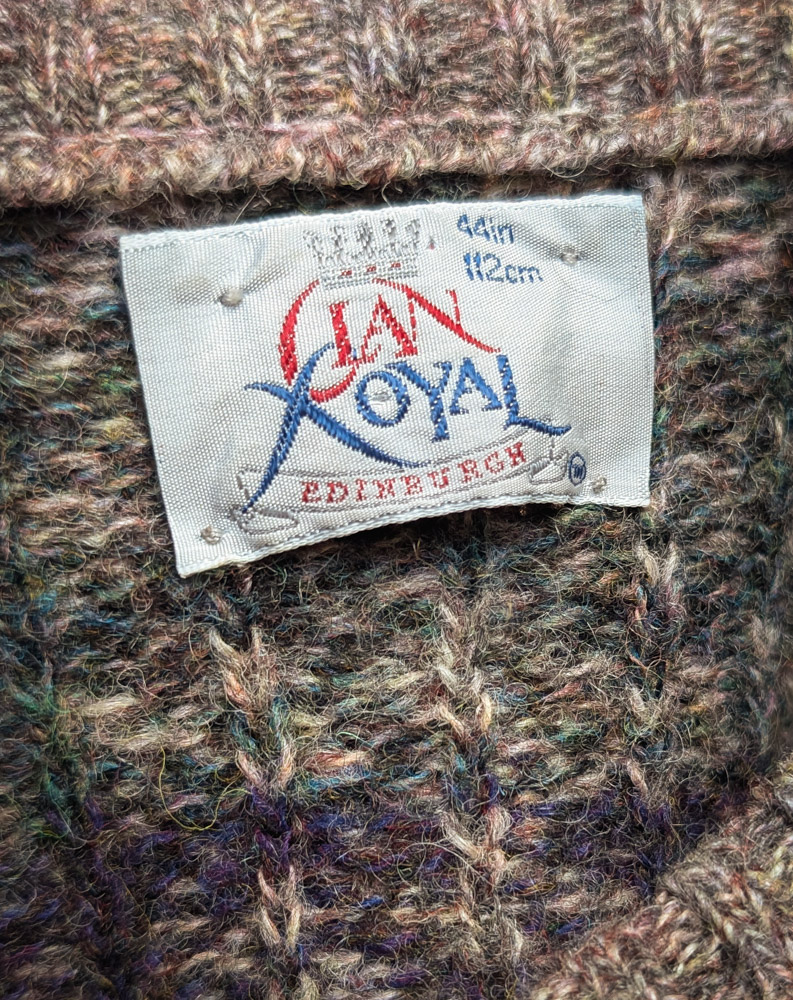 44in
112cm
CLAN
ROYAL
EDINBURGH